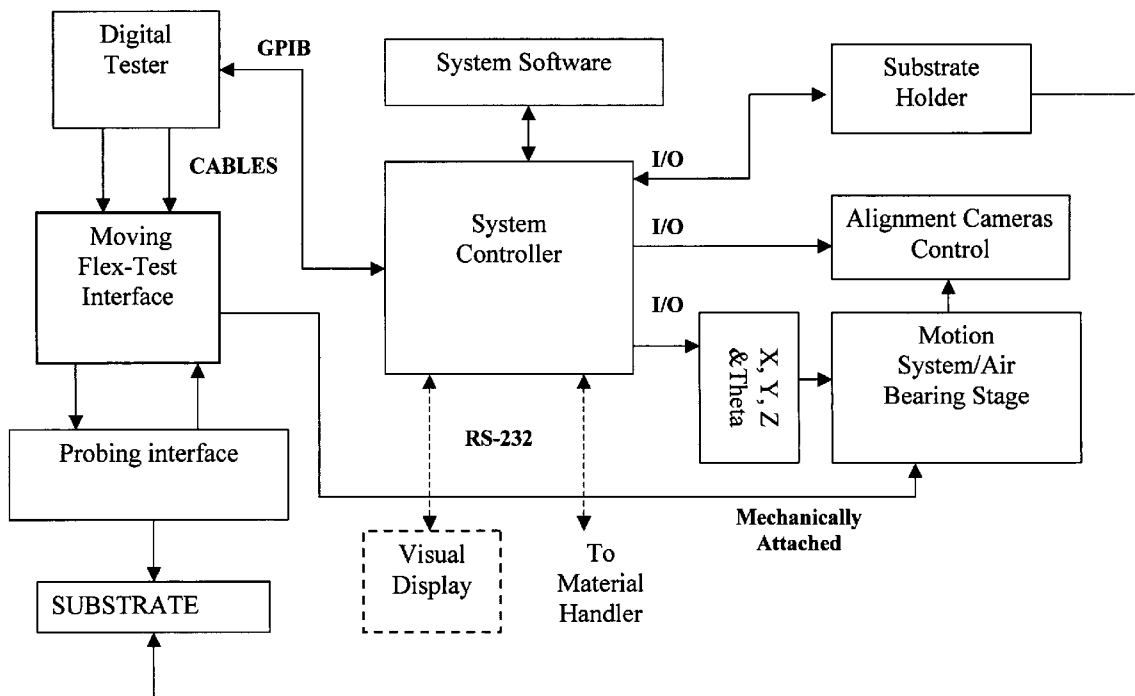 Digital
Tester
GPIB
System Software
Substrate
Holder
CABLES
I/O
Moving
Flex-Test
Interface
System
Controller
I/O
Alignment Cameras
Control
I/O
X, Y, Z
&Theta
Motion
System/Air
Bearing Stage
Probing interface
RS-232
Mechanically
Attached
Visual
Display
To
Material
Handler
SUBSTRATE